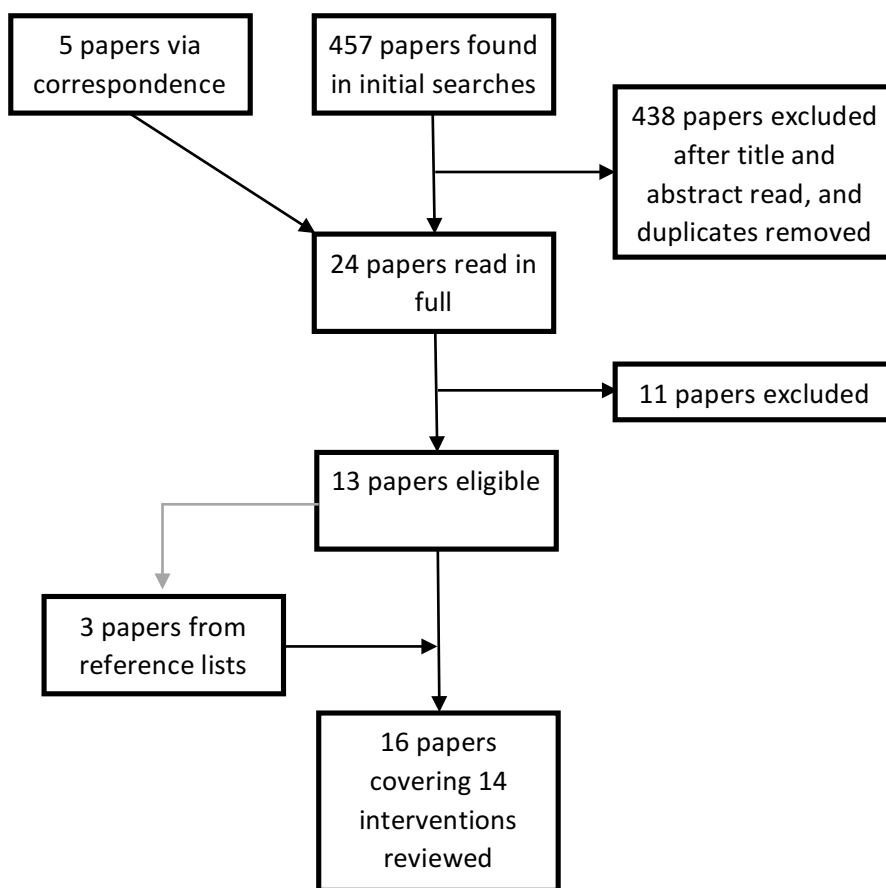 5 papers via
correspondence
457 papers found
in initial searches
438 papers excluded
after title and
abstract read, and
duplicates removed
24 papers read in
full
11 papers excluded
13 papers eligible
3 papers from
reference lists
16 papers
covering 14
interventions
reviewed